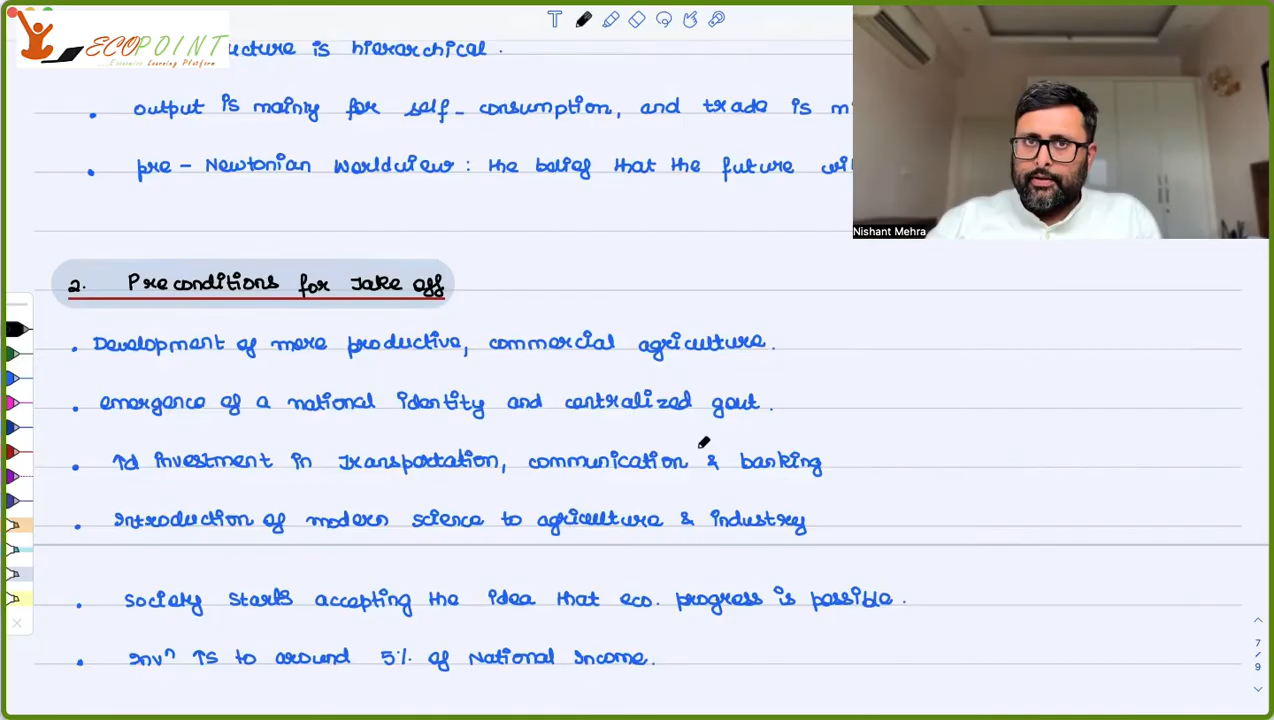 ECOPOINT
Economics Learning Platform
ucture is hierarchical.
• output is mainly for self-consumption, and trade is m
• pre-Newtonian Worldview: the belief that the future wi
Nishant Mehra
2. Preconditions for Take off
• Development of more productive, commercial agriculture.
• emergence of a national identity and centralized govt.
• ↑d investment in Transportation, communication & banking
• Introduction of modern science to agriculture & industry
• Society starts accepting the idea that eco. progress is possible.
• Invⁿ ↑s to around 5% of National Income.
7/9